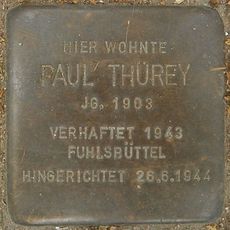 HIER WOHNTE
PAUL THÜREY
JG. 1903
VERHAFTET 1943
FUHLSBÜTTEL
HINGERICHTET 26.6.1944